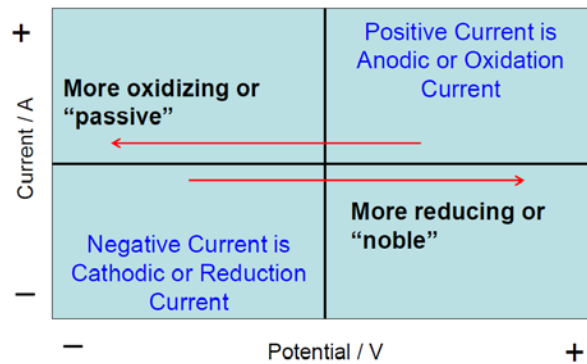 +
Positive Current is
Anodic or Oxidation
Current
More oxidizing or
“passive”
Current / A
More reducing or
“noble”
Negative Current is
Cathodic or Reduction
Current
–
–
Potential / V
+